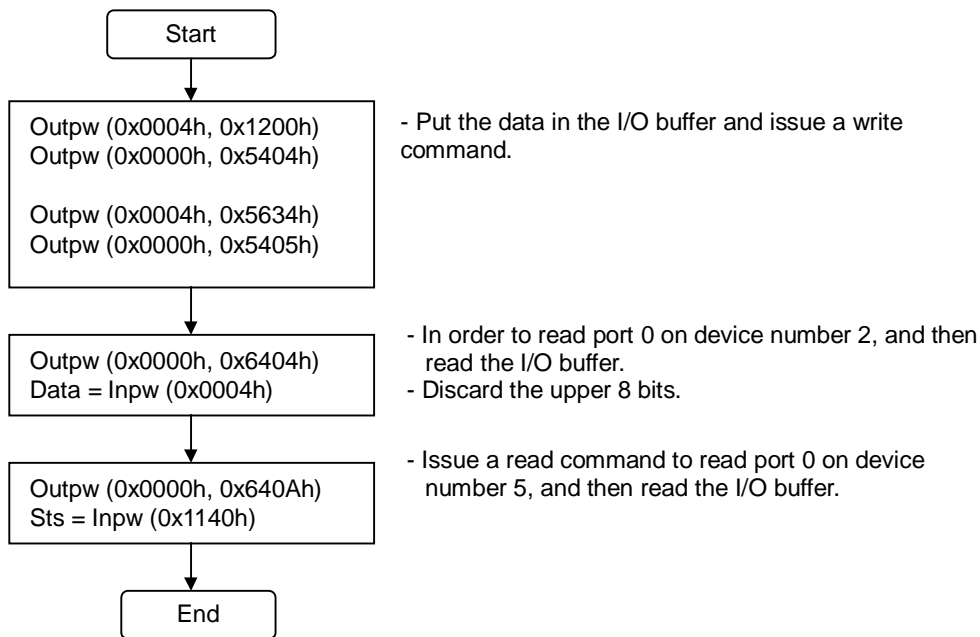 Start
Outpw (0x0004h, 0x1200h)
Outpw (0x0000h, 0x5404h)
Outpw (0x0004h, 0x5634h)
Outpw (0x0000h, 0x5405h)
- Put the data in the I/O buffer and issue a write
command.
Outpw (0x0000h, 0x6404h)
Data = Inpw (0x0004h)
- In order to read port 0 on device number 2, and then
read the I/O buffer.
- Discard the upper 8 bits.
Outpw (0x0000h, 0x640Ah)
Sts = Inpw (0x1140h)
- Issue a read command to read port 0 on device
number 5, and then read the I/O buffer.
End